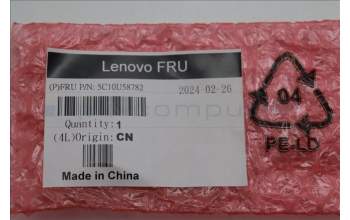 Lenovo FRU
(P)FRU P/N: 5C10U58782
2024-02-26
Quantity:1
(4L)Origin:CN
Made in China
04
PE-LD